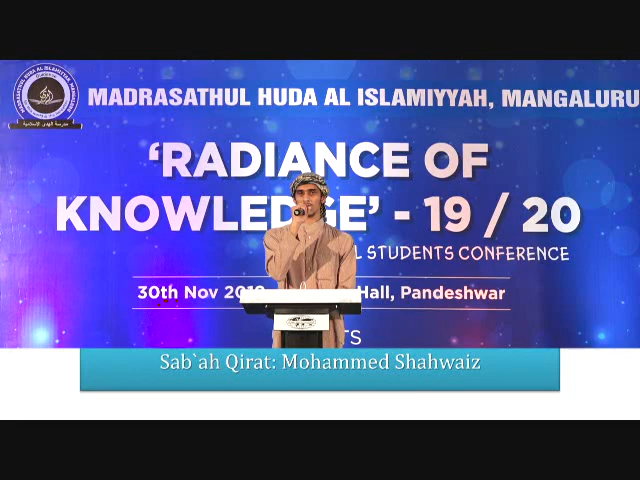 MADRASATHUL HUDA AL ISLAMIYYAH, MANGALURU
‘RADIANCE OF
KNOWLEDGE’ - 19 / 20
L STUDENTS CONFERENCE
30th Nov Hall, Pandeshwar
TS
Sab`ah Qirat: Mohammed Shahwaiz